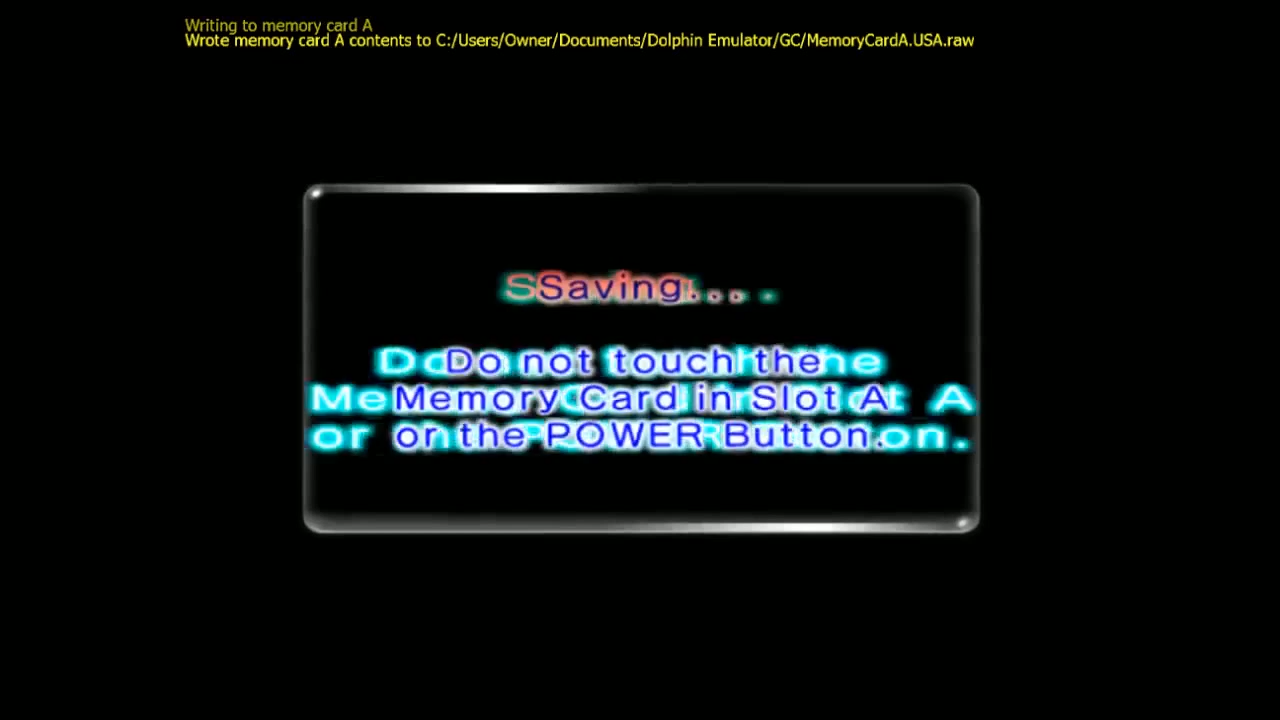 Writing to memory card A
Wrote memory card A contents to C:/Users/Owner/Documents/Dolphin Emulator/GC/MemoryCardA.USA.raw
Saving...
Do not touch the
Memory Card in Slot A
or the POWER Button.